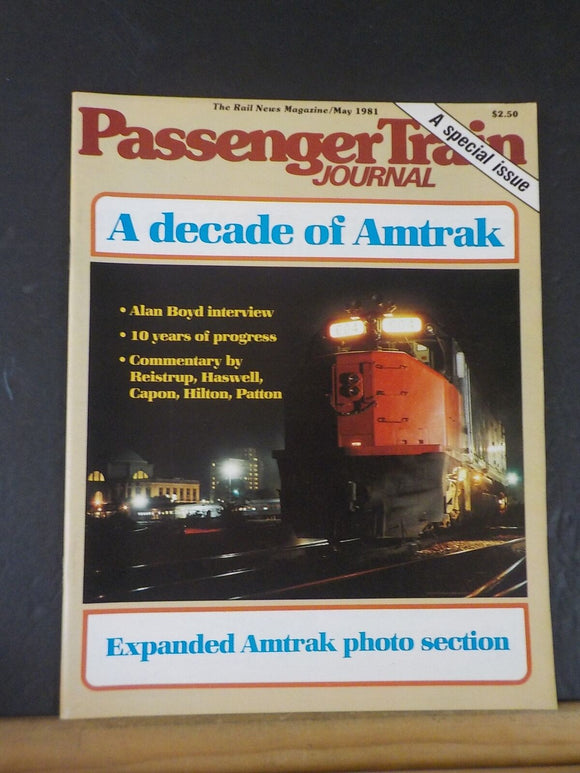 The Rail News Magazine/May 1981
$2.50
Passenger Train
JOURNAL
A special issue
A decade of Amtrak
• Alan Boyd interview
• 10 years of progress
• Commentary by
Reistrup, Haswell,
Capon, Hilton, Patton
Expanded Amtrak photo section